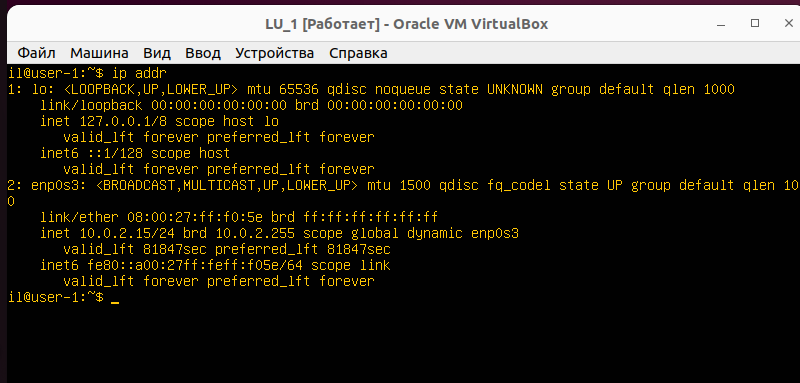 LU_1 [Работает] - Oracle VM VirtualBox
Файл Машина Вид Ввод Устройства Справка
il@user-1:~$ ip addr
1: lo: <LOOPBACK,UP,LOWER_UP> mtu 65536 qdisc noqueue state UNKNOWN group default qlen 1000
    link/loopback 00:00:00:00:00:00 brd 00:00:00:00:00:00
    inet 127.0.0.1/8 scope host lo
       valid_lft forever preferred_lft forever
    inet6 ::1/128 scope host
       valid_lft forever preferred_lft forever
2: enp0s3: <BROADCAST,MULTICAST,UP,LOWER_UP> mtu 1500 qdisc fq_codel state UP group default qlen 100
0
    link/ether 08:00:27:ff:f0:5e brd ff:ff:ff:ff:ff:ff
    inet 10.0.2.15/24 brd 10.0.2.255 scope global dynamic enp0s3
       valid_lft 81847sec preferred_lft 81847sec
    inet6 fe80::a00:27ff:feff:f05e/64 scope link
       valid_lft forever preferred_lft forever
il@user-1:~$ _